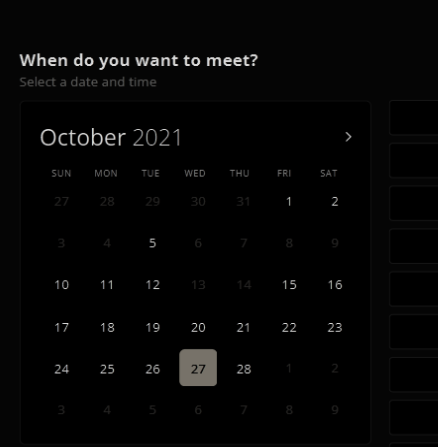 When do you want to meet?
Select a date and time
October 2021 >
SUN MON TUE WED THU FRI SAT
27 28 29 30 31 1 2
3 4 5 6 7 8 9
10 11 12 13 14 15 16
17 18 19 20 21 22 23
24 25 26 27 28 1 2
3 4 5 6 7 8 9